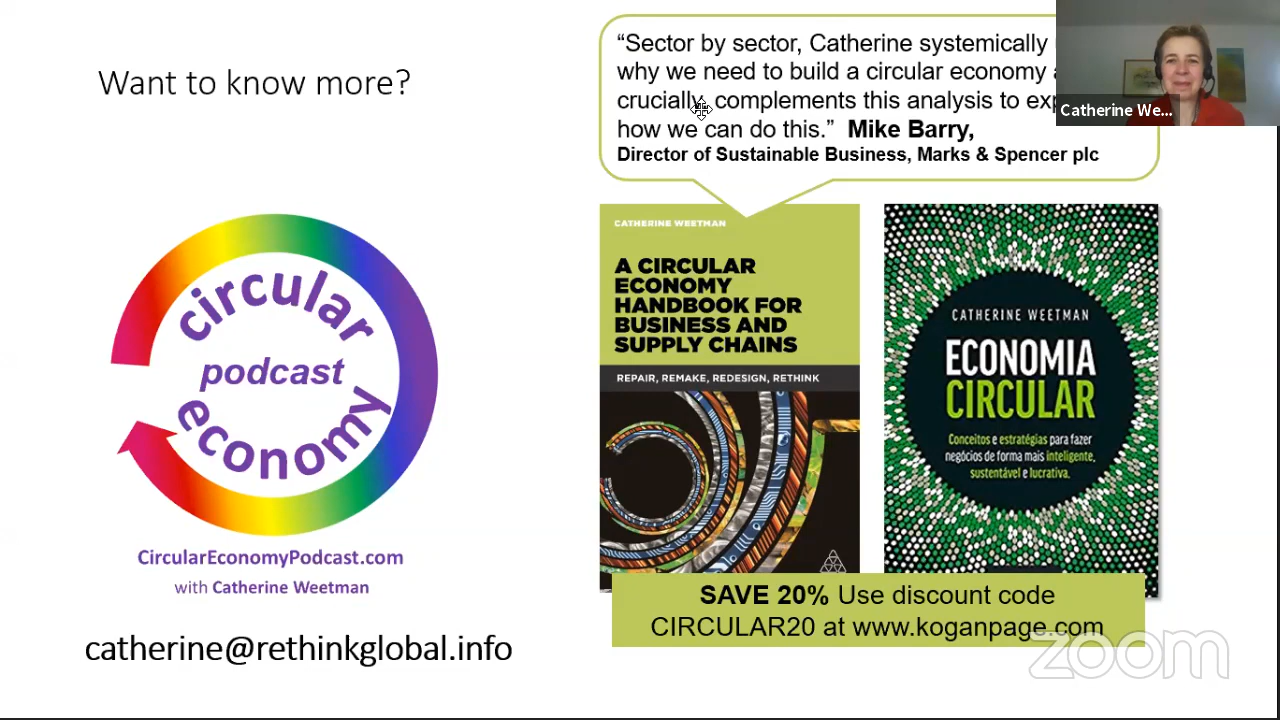 Want to know more?
“Sector by sector, Catherine systemically
why we need to build a circular economy
crucially, complements this analysis to
how we can do this.” Mike Barry,
Director of Sustainable Business, Marks & Spencer plc
Catherine We...
circular
podcast
economy
CircularEconomyPodcast.com
with Catherine Weetman
catherine@rethinkglobal.info
CATHERINE WEETMAN
A CIRCULAR
ECONOMY
HANDBOOK FOR
BUSINESS AND
SUPPLY CHAINS
REPAIR, REMAKE, REDESIGN, RETHINK
CATHERINE WEETMAN
ECONOMIA
CIRCULAR
Conceitos e estratégias para fazer
negócios de forma mais inteligente,
sustentável e lucrativa.
SAVE 20% Use discount code
CIRCULAR20 at www.koganpage.com
zoom